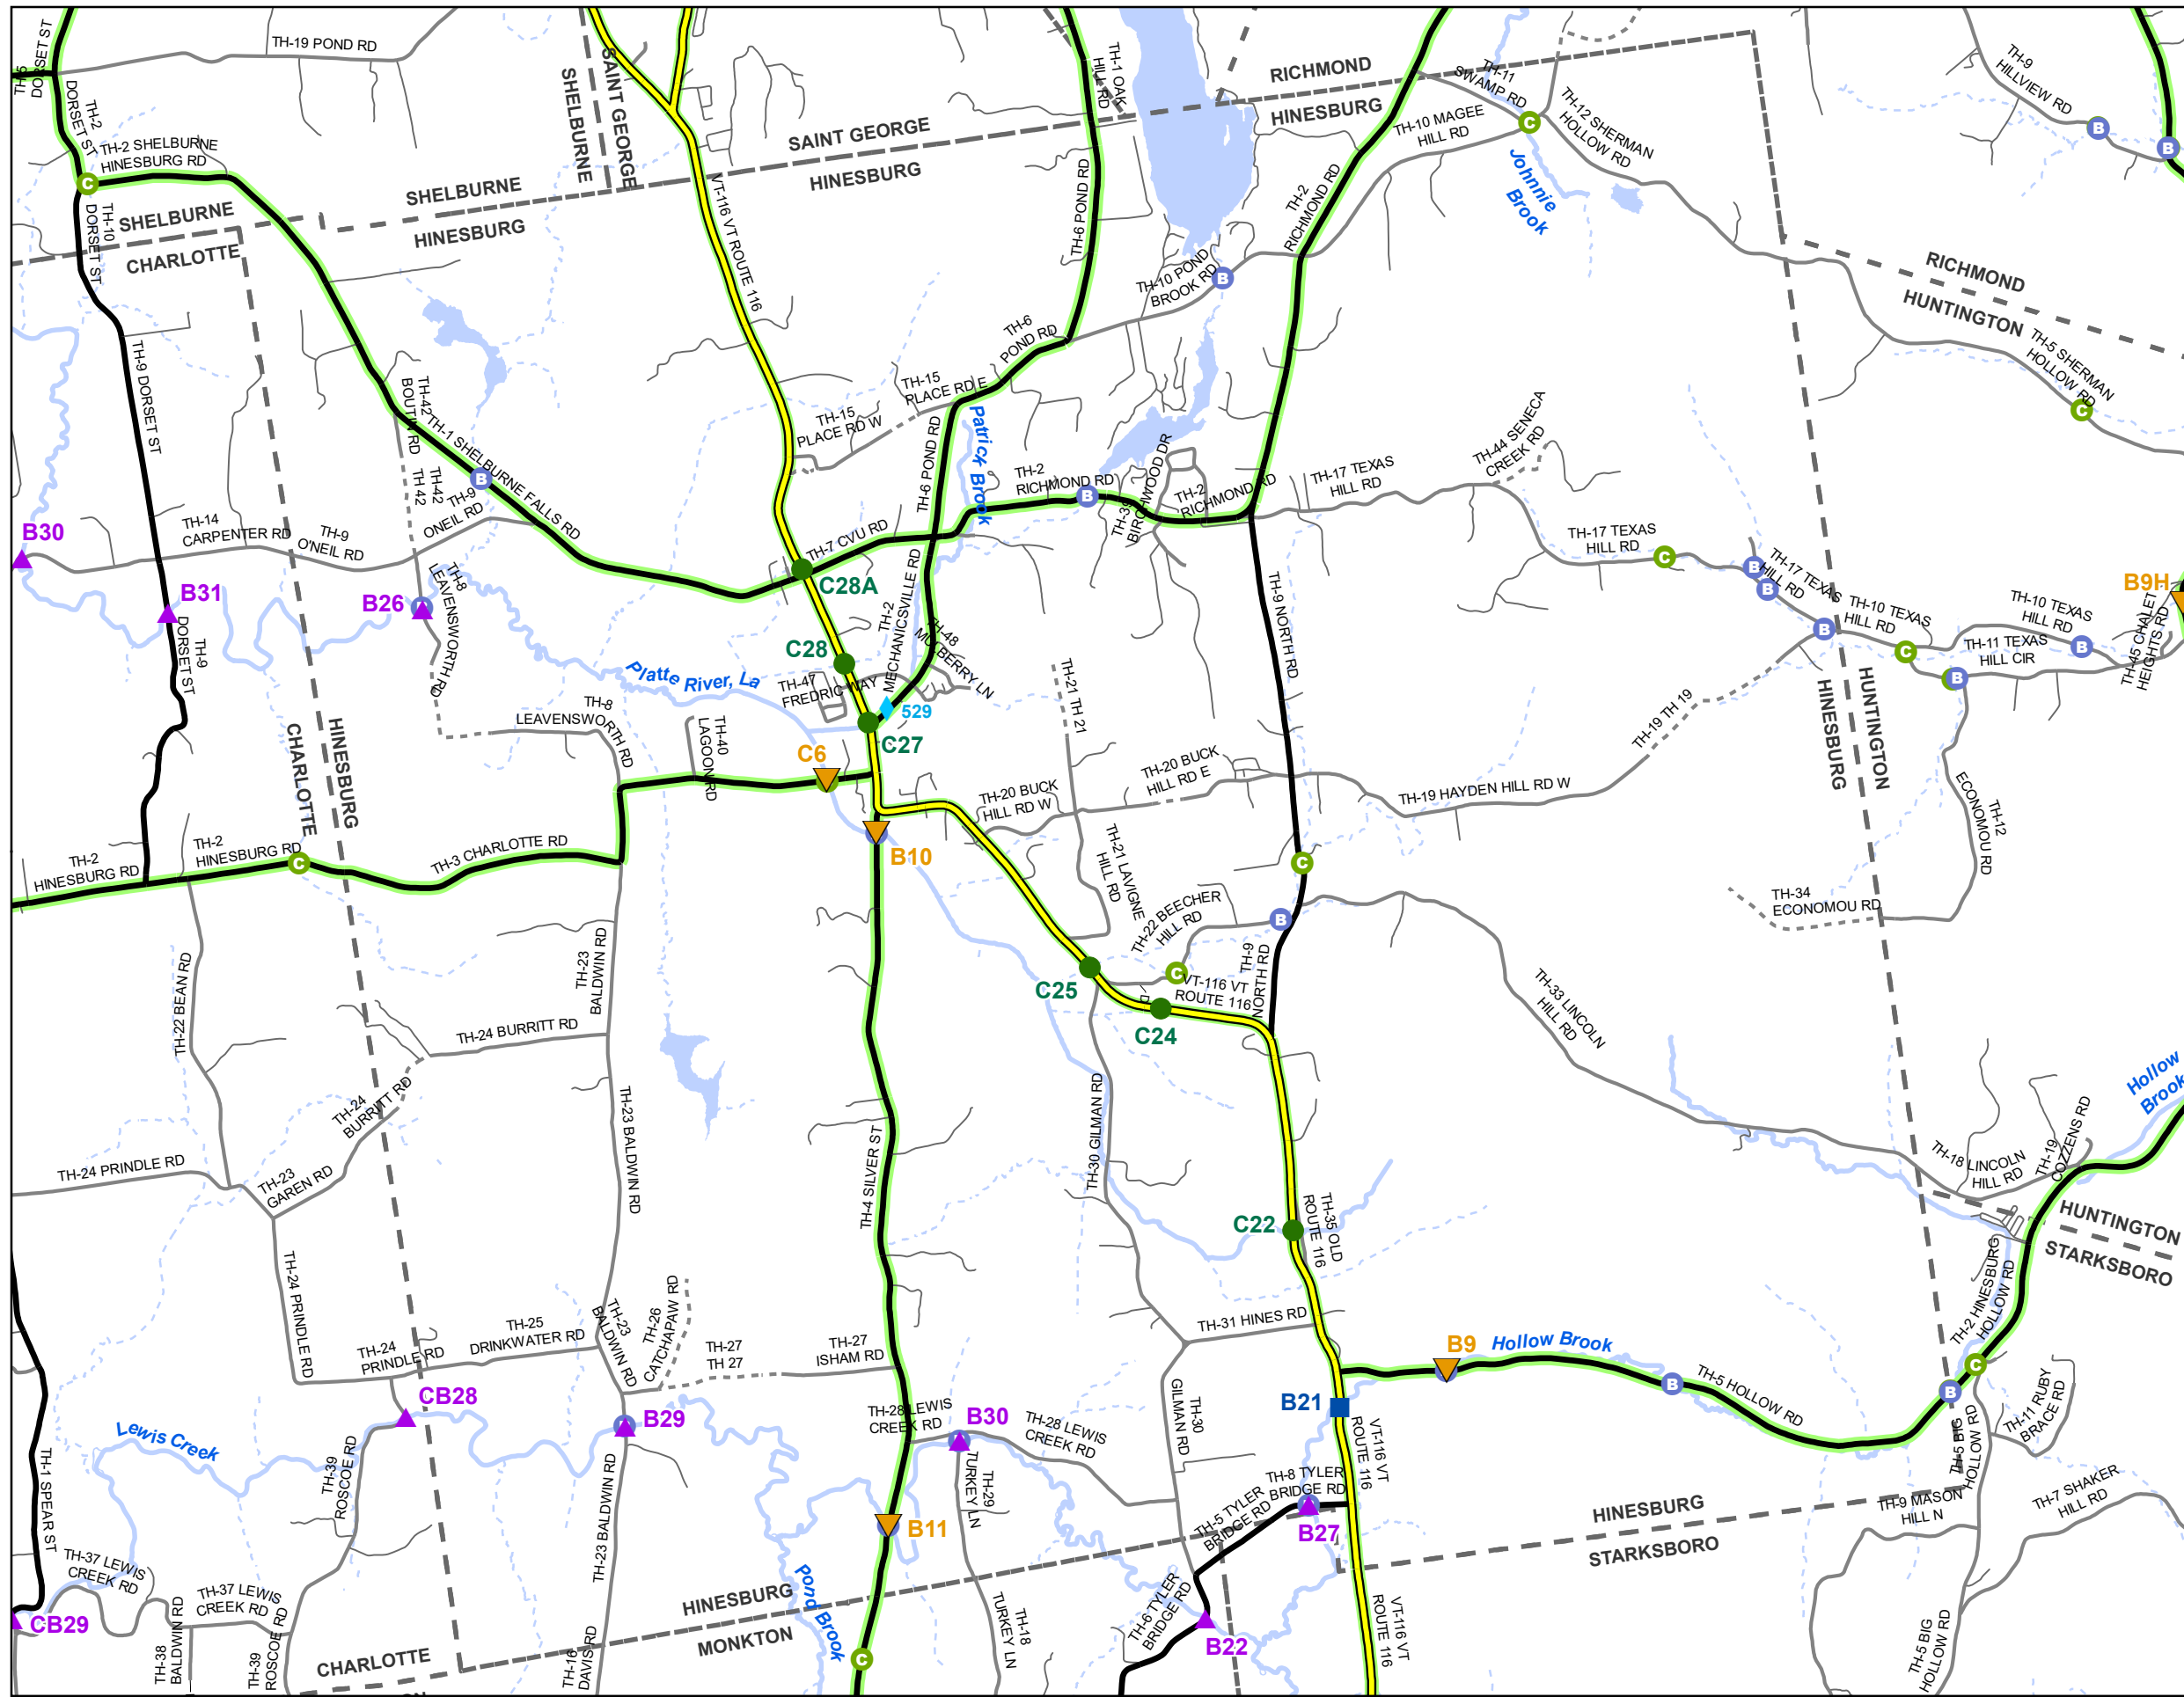 TH-5
DORSET ST
TH-19 POND RD
SHELBURNE
SAINT GEORGE
TH-1 OAK
HILL RD
RICHMOND
HINESBURG
TH-11
SWAMP RD
TH-12 SHERMAN
HOLLOW RD
TH-9
HILLVIEW RD
B
B
TH-2
DORSET ST
TH-2 SHELBURNE
HINESBURG RD
C
TH-10
DORSET ST
SHELBURNE
CHARLOTTE
SHELBURNE
HINESBURG
SAINT GEORGE
HINESBURG
VT-116 VT ROUTE 116
TH-6 POND RD
TH-10 MAGEE
HILL RD
C
Johnnie
Brook
TH-2
RICHMOND RD
TH-10 POND
BROOK RD
B
RICHMOND
HUNTINGTON
TH-5 SHERMAN
HOLLOW RD
C
TH-9 DORSET ST
TH-42
BOUTIN RD
TH-1 SHELBURNE FALLS RD
B
TH-42
TH 42
TH-9
ONEIL RD
TH-6
POND RD
TH-15
PLACE RD E
TH-15
PLACE RD W
TH-6 POND RD
Patrick Brook
TH-2
RICHMOND RD
B
BIRCHWOOD DR
TH-2
RICHMOND RD
TH-17 TEXAS
HILL RD
TH-44 SENECA
CREEK RD
B30
TH-14
CARPENTER RD
TH-9
O'NEIL RD
TH-7 CVU RD
C28A
TH-17 TEXAS
HILL RD
C
B
B
TH-17 TEXAS
HILL RD
B31
TH-9
DORSET ST
B26
TH-8
LEAVENSWORTH RD
TH-2
MECHANICSVILLE RD
TH-48
MULBERRY LN
TH-9 NORTH RD
B
TH-10 TEXAS
HILL RD
C
TH-10 TEXAS
HILL RD
B
TH-11 TEXAS
HILL CIR
B
TH-45 CHALET
HEIGHTS RD
B9H
C28
Platte River, La
TH-47
FREDRIC WAY
529
C27
TH-21 TH 21
TH-19 TH 19
HINESBURG
HUNTINGTON
TH-8
LEAVENSWORTH RD
TH-40
LAGOON RD
C6
CHARLOTTE
HINESBURG
TH-20 BUCK
HILL RD W
TH-20 BUCK
HILL RD E
TH-19 HAYDEN HILL RD W
TH-12
ECONOMOU RD
TH-34
ECONOMOU RD
TH-2
HINESBURG RD
TH-2
HINESBURG RD
C
TH-3 CHARLOTTE RD
B10
TH-21 LAVIGNE
HILL RD
C
B
TH-22 BEECHER
HILL RD
C
TH-9
NORTH RD
TH-22 BEAN RD
TH-23
BALDWIN RD
C25
VT-116 VT
ROUTE 116
C24
TH-33 LINCOLN
HILL RD
TH-24 BURRITT RD
TH-24
BURRITT RD
TH-23 BALDWIN RD
TH-4 SILVER ST
TH-30 GILMAN RD
Hollow
Brook
TH-18 LINCOLN
HILL RD
TH-19
COZZENS RD
TH-24 PRINDLE RD
TH-23
GAREN RD
C22
TH-35 OLD
ROUTE 116
HUNTINGTON
STARKSBORO
TH-2 HINESBURG
HOLLOW RD
TH-24 PRINDLE RD
TH-25
DRINKWATER RD
TH-24
PRINDLE RD
TH-23
BALDWIN RD
TH-26
CATCHAPAW RD
TH-27
TH 27
TH-27
ISHAM RD
TH-31 HINES RD
B9
Hollow Brook
B
TH-5 HOLLOW RD
C
B
TH-11 RUBY
BRACE RD
CB28
B29
TH-28 LEWIS
CREEK RD
B30
TH-28 LEWIS
CREEK RD
TH-30
GILMAN RD
B21
VT-116 VT
ROUTE 116
TH-5 BIG
HOLLOW RD
Lewis Creek
TH-39
ROSCOE RD
TH-23 BALDWIN RD
TH-29
TURKEY LN
B11
TH-8 TYLER
BRIDGE RD
TH-5 TYLER
BRIDGE RD
B27
HINESBURG
STARKSBORO
TH-9 MASON
HILL N
TH-7 SHAKER
HILL RD
TH-1 SPEAR ST
TH-37 LEWIS
CREEK RD
CB29
TH-37 LEWIS
CREEK RD
TH-38
BALDWIN RD
TH-39
ROSCOE RD
CHARLOTTE
TH-16
DAVIS RD
HINESBURG
MONKTON
Pond Brook
C
TH-18
TURKEY LN
TH-6 TYLER
BRIDGE RD
B22
VT-116 VT
ROUTE 116
TH-5 BIG
HOLLOW RD